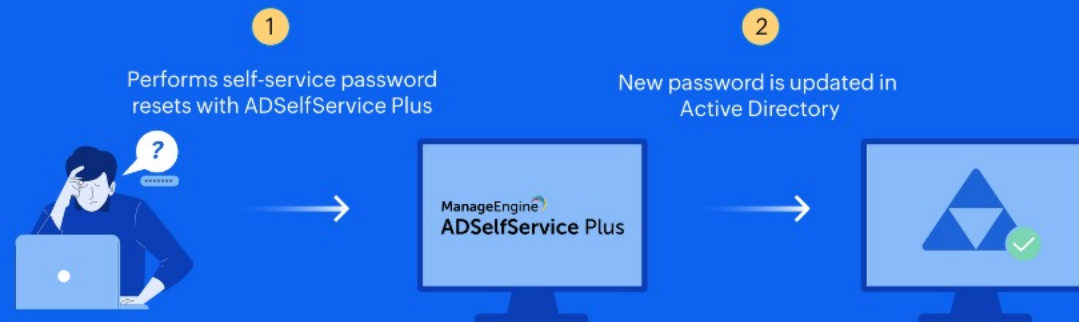 1
Performs self-service password
resets with ADSelfService Plus
?
*******
ManageEngine
ADSelfService Plus
2
New password is updated in
Active Directory